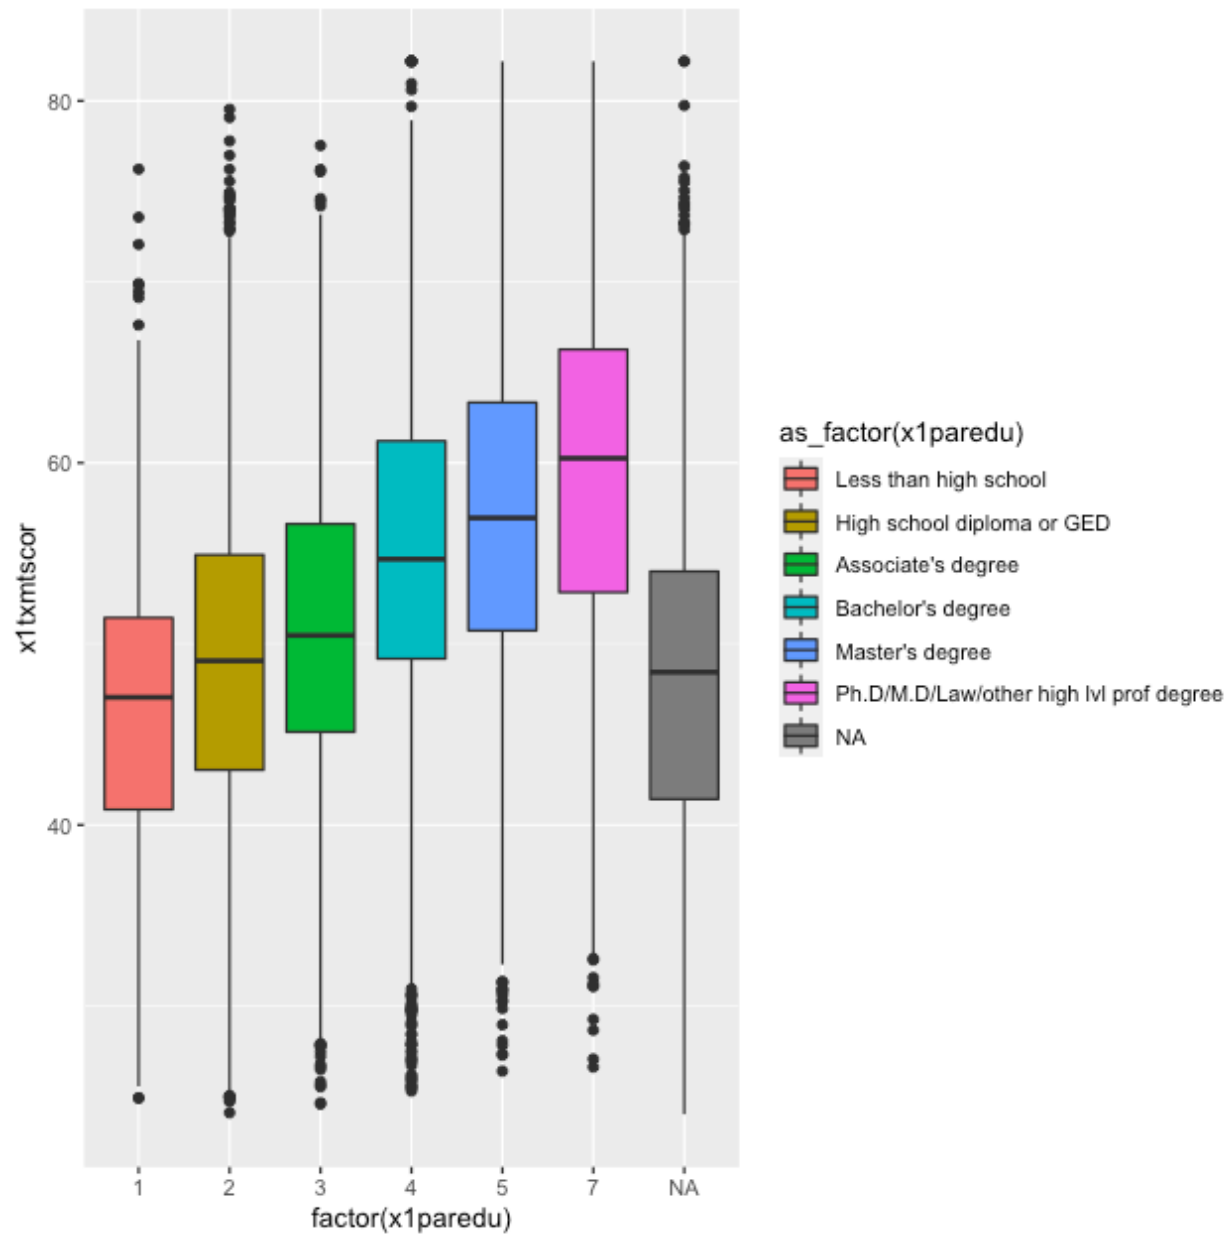 80
60
40
x1txmtscor
1 2 3 4 5 7 NA
factor(x1paredu)
as_factor(x1paredu)
Less than high school
High school diploma or GED
Associate's degree
Bachelor's degree
Master's degree
Ph.D/M.D/Law/other high lvl prof degree
NA